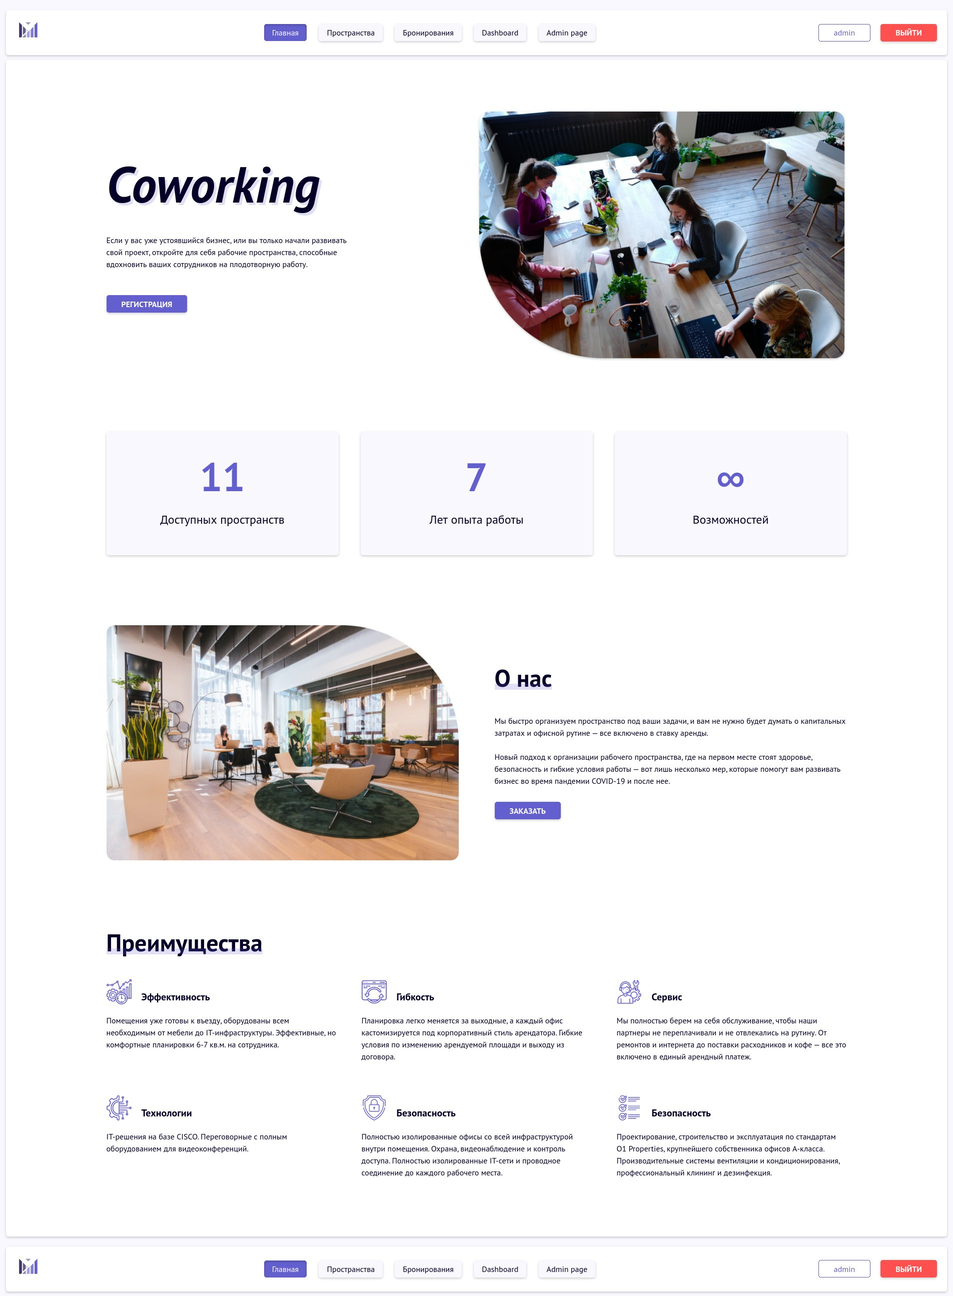 Главная
Пространства
Бронирования
Dashboard
Admin page
admin
ВЫЙТИ
Coworking
Если у вас уже устоявшийся бизнес, или вы только начали развивать
свой проект, откройте для себя рабочие пространства, способные
вдохновить ваших сотрудников на плодотворную работу.
РЕГИСТРАЦИЯ
11
Доступных пространств
7
Лет опыта работы
∞
Возможностей
О нас
Мы быстро организуем пространство под ваши задачи, и вам не нужно будет думать о капитальных
затратах и офисной рутине — все включено в ставку аренды.
Новый подход к организации рабочего пространства, где на первом месте стоят здоровье,
безопасность и гибкие условия работы — вот лишь несколько мер, которые помогут вам развивать
бизнес во время пандемии COVID-19 и после нее.
ЗАКАЗАТЬ
Преимущества
Эффективность
Помещения уже готовы к въезду, оборудованы всем
необходимым от мебели до IT-инфраструктуры. Эффективные, но
комфортные планировки 6-7 кв.м. на сотрудника.
Гибкость
Планировка легко меняется за выходные, а каждый офис
кастомизируется под корпоративный стиль арендатора. Гибкие
условия по изменению арендуемой площади и выходу из
договора.
Сервис
Мы полностью берем на себя обслуживание, чтобы наши
партнеры не переплачивали и не отвлекались на рутину. От
ремонтов и интернета до поставки расходников и кофе — все это
включено в единый арендный платеж.
Технологии
IT-решения на базе CISCO. Переговорные с полным
оборудованием для видеоконференций.
Безопасность
Полностью изолированные офисы со всей инфраструктурой
внутри помещения. Охрана, видеонаблюдение и контроль
доступа. Полностью изолированные IT-сети и проводное
соединение до каждого рабочего места.
Безопасность
Проектирование, строительство и эксплуатация по стандартам
O1 Properties, крупнейшего собственника офисов А-класса.
Производительные системы вентиляции и кондиционирования,
профессиональный клининг и дезинфекция.
Главная
Пространства
Бронирования
Dashboard
Admin page
admin
ВЫЙТИ